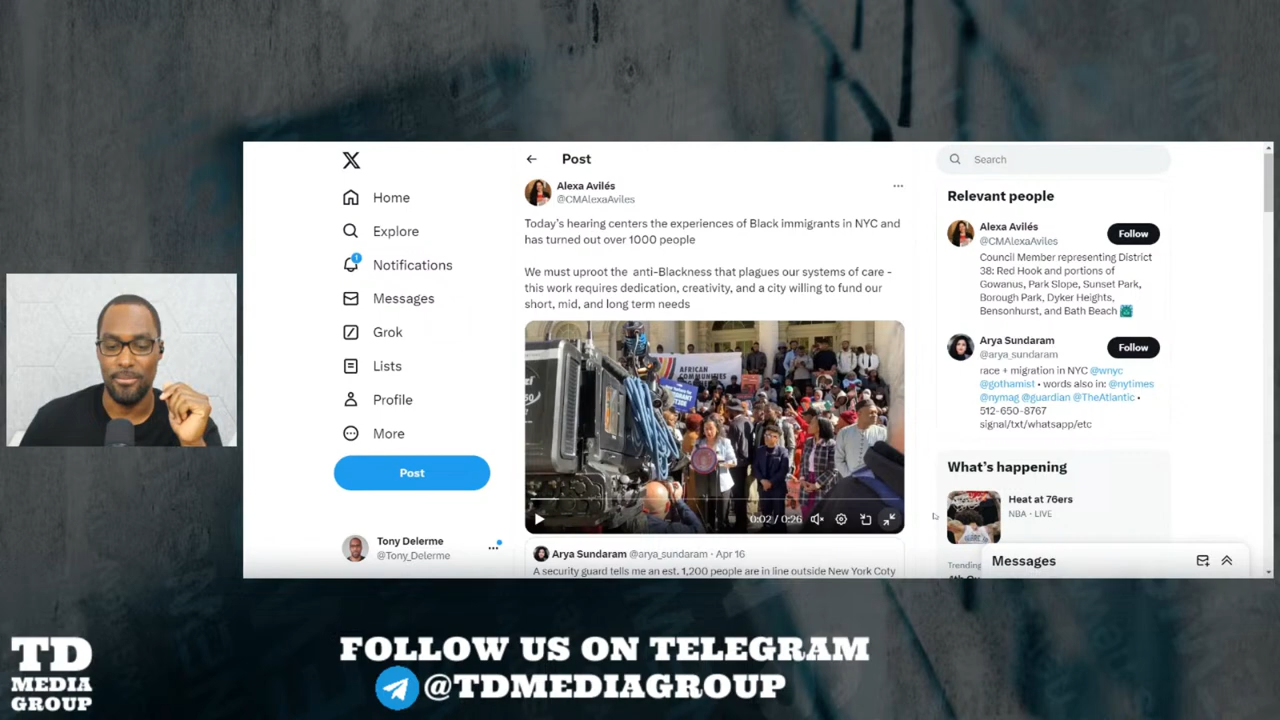 Home
Explore
1
Notifications
Messages
Grok
Lists
Profile
More
Post
Tony Delerme
@Tony_Delerme
Post
Alexa Avilés
@CMAlexaAviles
Today's hearing centers the experiences of Black immigrants in NYC and
has turned out over 1000 people
We must uproot the anti-Blackness that plagues our systems of care -
this work requires dedication, creativity, and a city willing to fund our
short, mid, and long term needs
AFRICAN
COMMUNITIES
0:02 / 0:26
Arya Sundaram @arya_sundaram · Apr 16
A security guard tells me an est. 1,200 people are in line outside New York Coty
Search
Relevant people
Alexa Avilés
@CMAlexaAviles
Follow
Council Member representing District
38: Red Hook and portions of
Gowanus, Park Slope, Sunset Park,
Borough Park, Dyker Heights,
Bensonhurst, and Bath Beach
Arya Sundaram
@arya_sundaram
Follow
race + migration in NYC @wnyc
@gothamist • words also in: @nytimes
@nymag @guardian @TheAtlantic •
512-650-8767
signal/txt/whatsapp/etc
What's happening
Heat at 76ers
NBA · LIVE
Trending
Messages
TD
MEDIA
GROUP
FOLLOW US ON TELEGRAM
@TDMEDIAGROUP